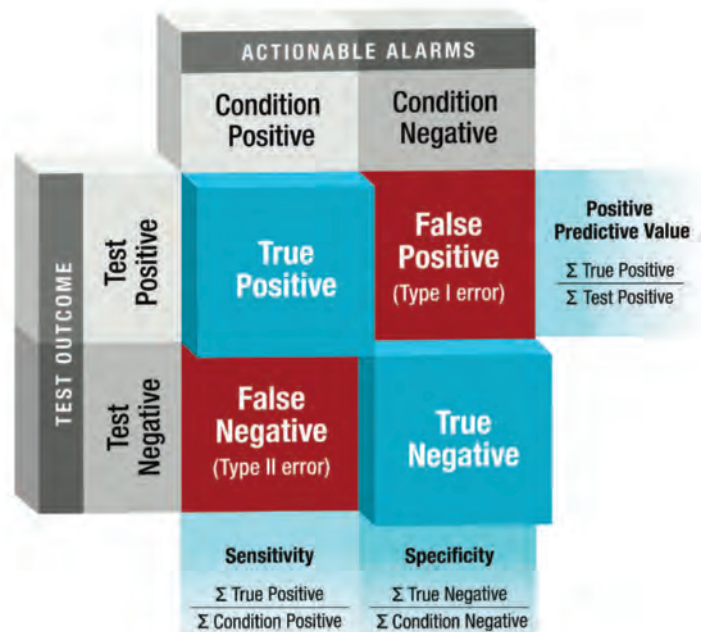 ACTIONABLE ALARMS
Condition
Positive
Condition
Negative
TEST OUTCOME
Test
Positive
True
Positive
False
Positive
(Type I error)
Positive
Predictive Value
Σ True Positive
Σ Test Positive
Test
Negative
False
Negative
(Type II error)
True
Negative
Sensitivity
Σ True Positive
Σ Condition Positive
Specificity
Σ True Negative
Σ Condition Negative